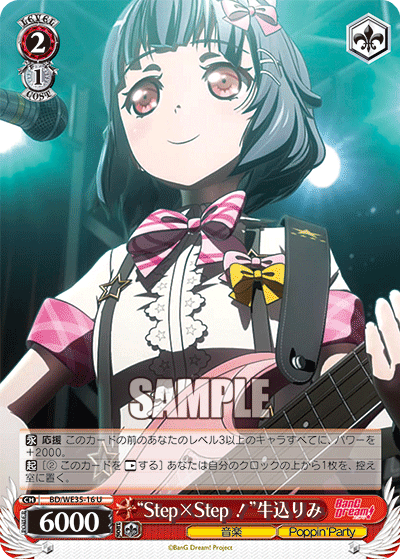 LEVEL
2
1
COST
SAMPLE
永 応援 このカードの前のあなたのレベル3以上のキャラすべてに、パワーを
+2000。
起 [② このカードを[レスト]する] あなたは自分のクロックの上から1枚を、控え
室に置く。
CH BD/WE35-16 U
“Step×Step！”牛込りみ
BanG Dream!
6000
音楽
Poppin'Party
©BanG Dream! Project